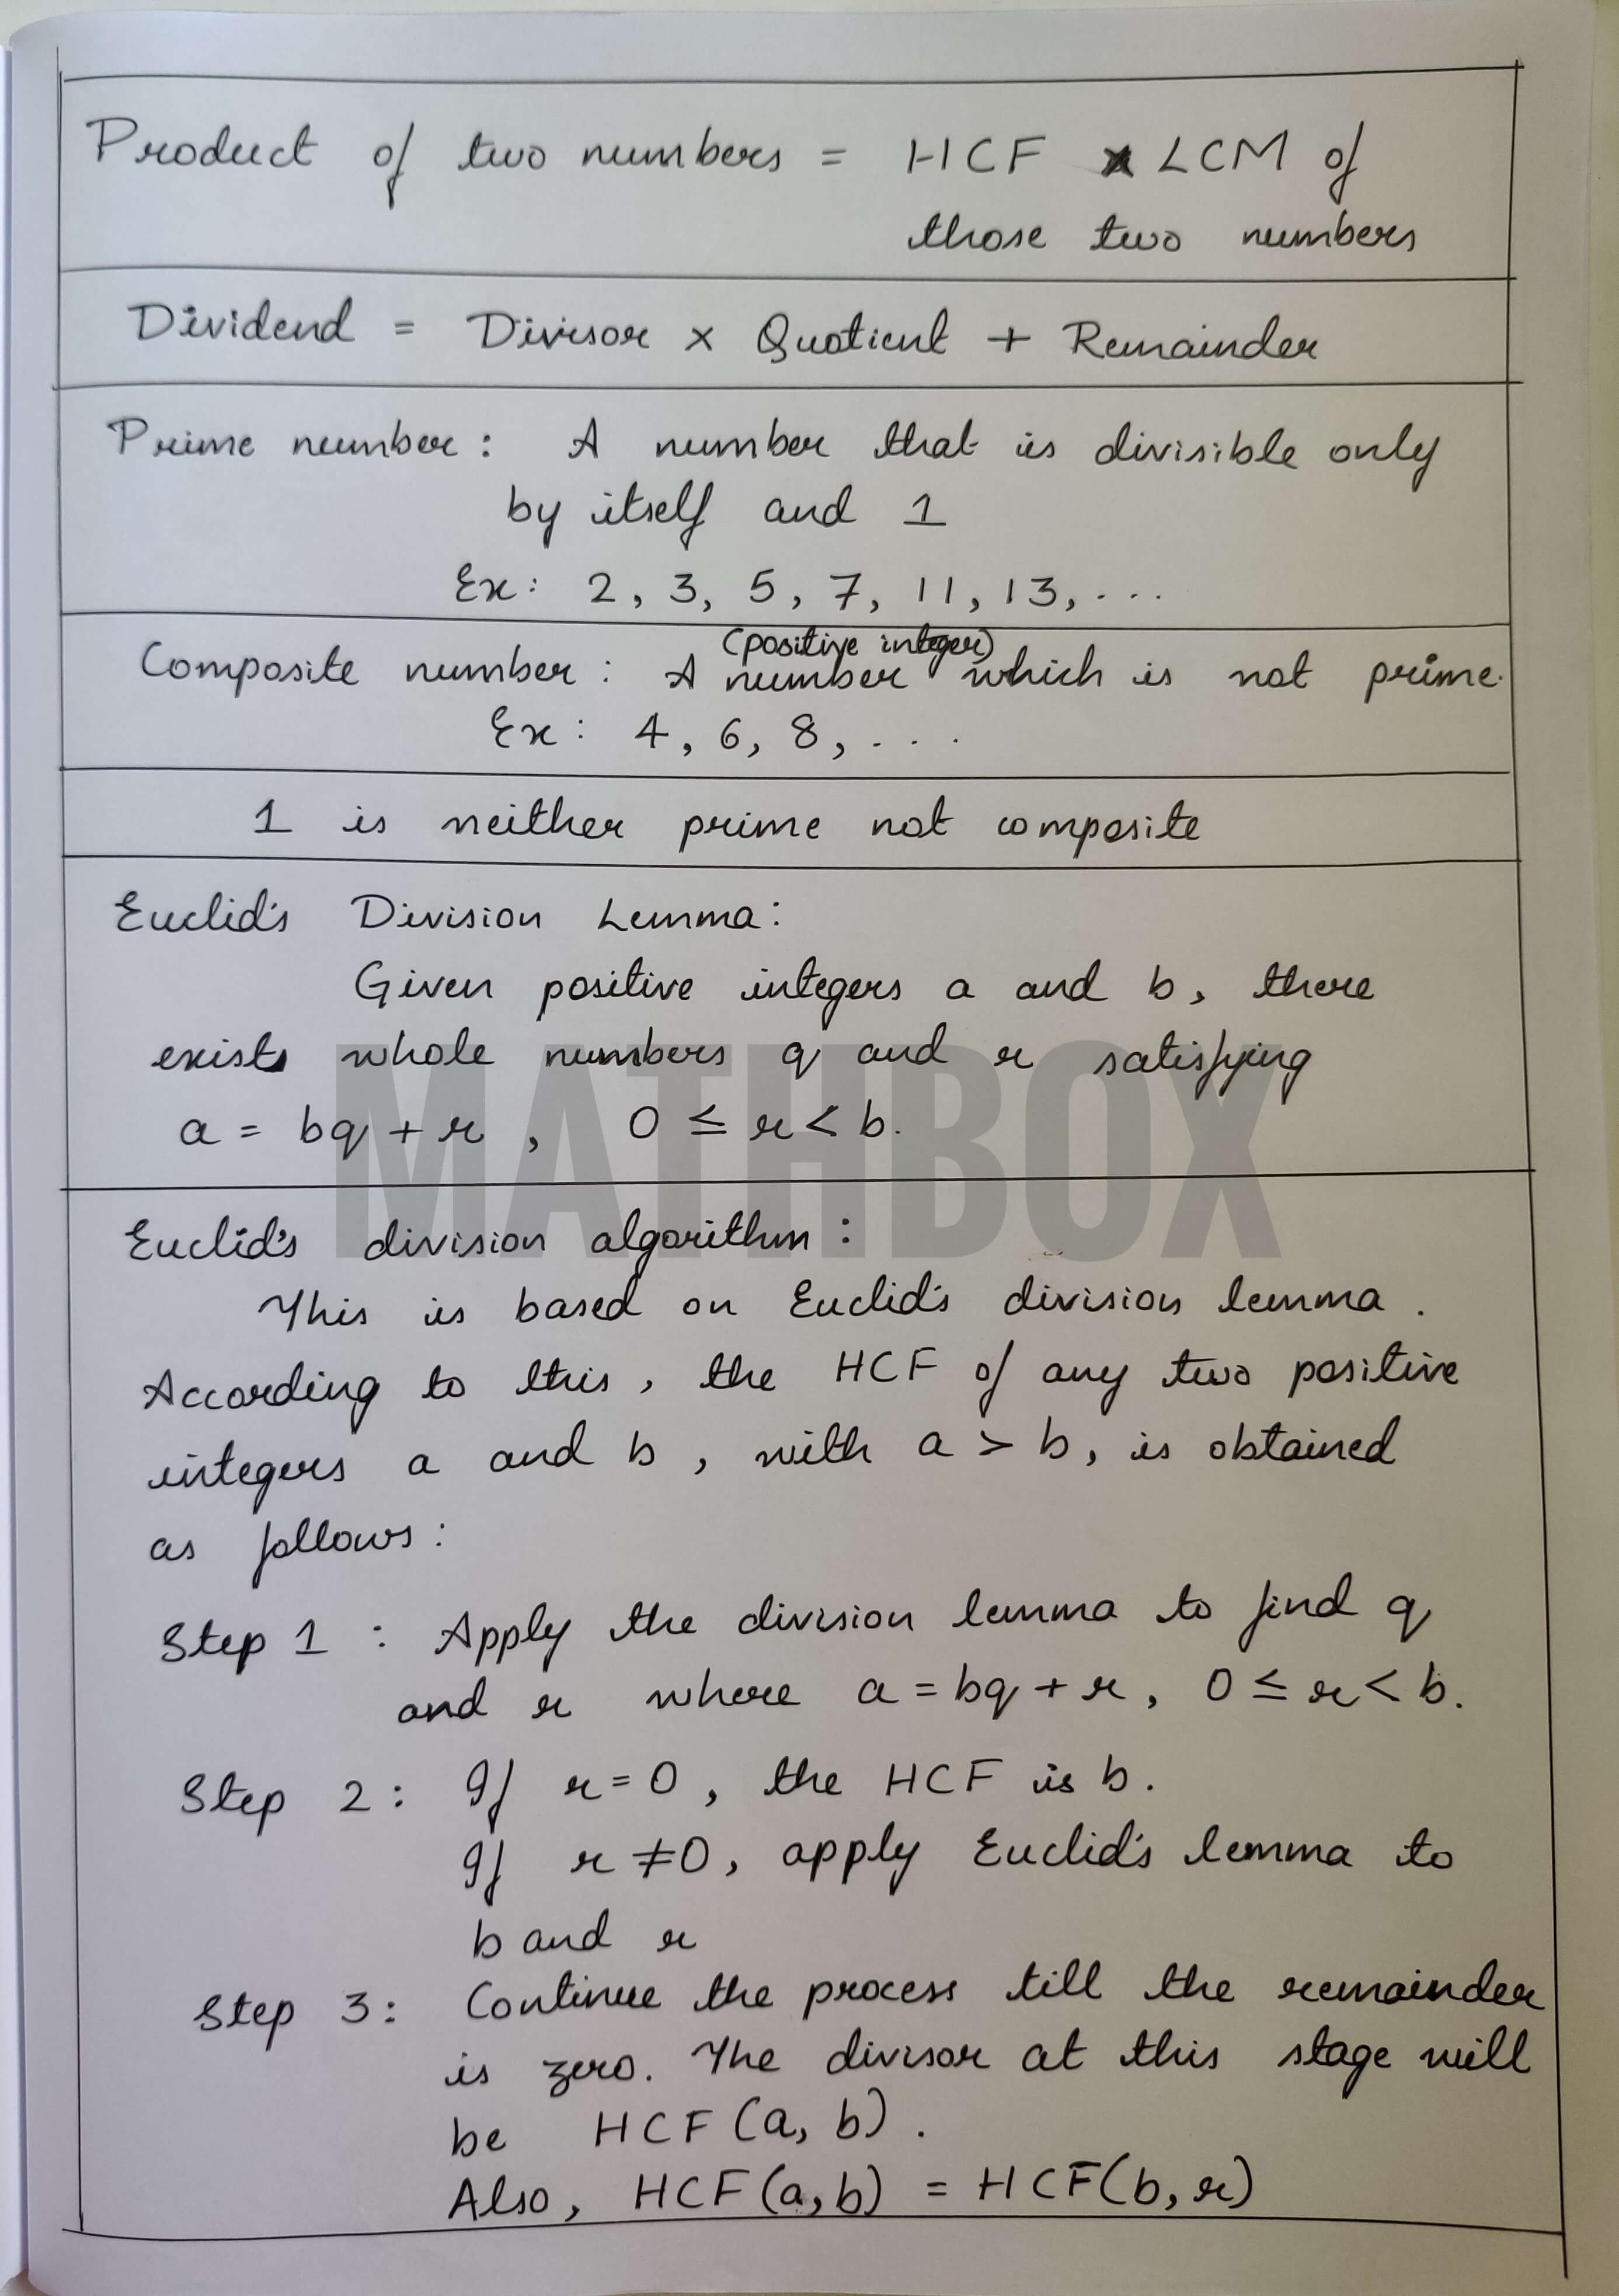 Product of two numbers = HCF x LCM of
those two numbers
Dividend = Divisor x Quotient + Remainder
Prime number : A number that is divisible only
by itself and 1
Ex : 2, 3, 5, 7, 11, 13, ...
(positive integer)
Composite number : A number which is not prime.
Ex : 4, 6, 8, ...
1 is neither prime not composite
Euclid's Division Lemma :
Given positive integers a and b, there
exists whole numbers q and r satisfying
a = bq + r , 0 ≤ r < b.
MATHBOX
Euclid's division algorithm :
This is based on Euclid's division lemma .
According to this, the HCF of any two positive
integers a and b , with a > b, is obtained
as follows :
Step 1 : Apply the division lemma to find q
and r where a = bq + r, 0 ≤ r < b.
Step 2 : If r = 0, the HCF is b.
If r ≠ 0, apply Euclid's lemma to
b and r
Step 3 : Continue the process till the remainder
is zero. The divisor at this stage will
be HCF (a, b) .
Also, HCF (a, b) = HCF (b, r)